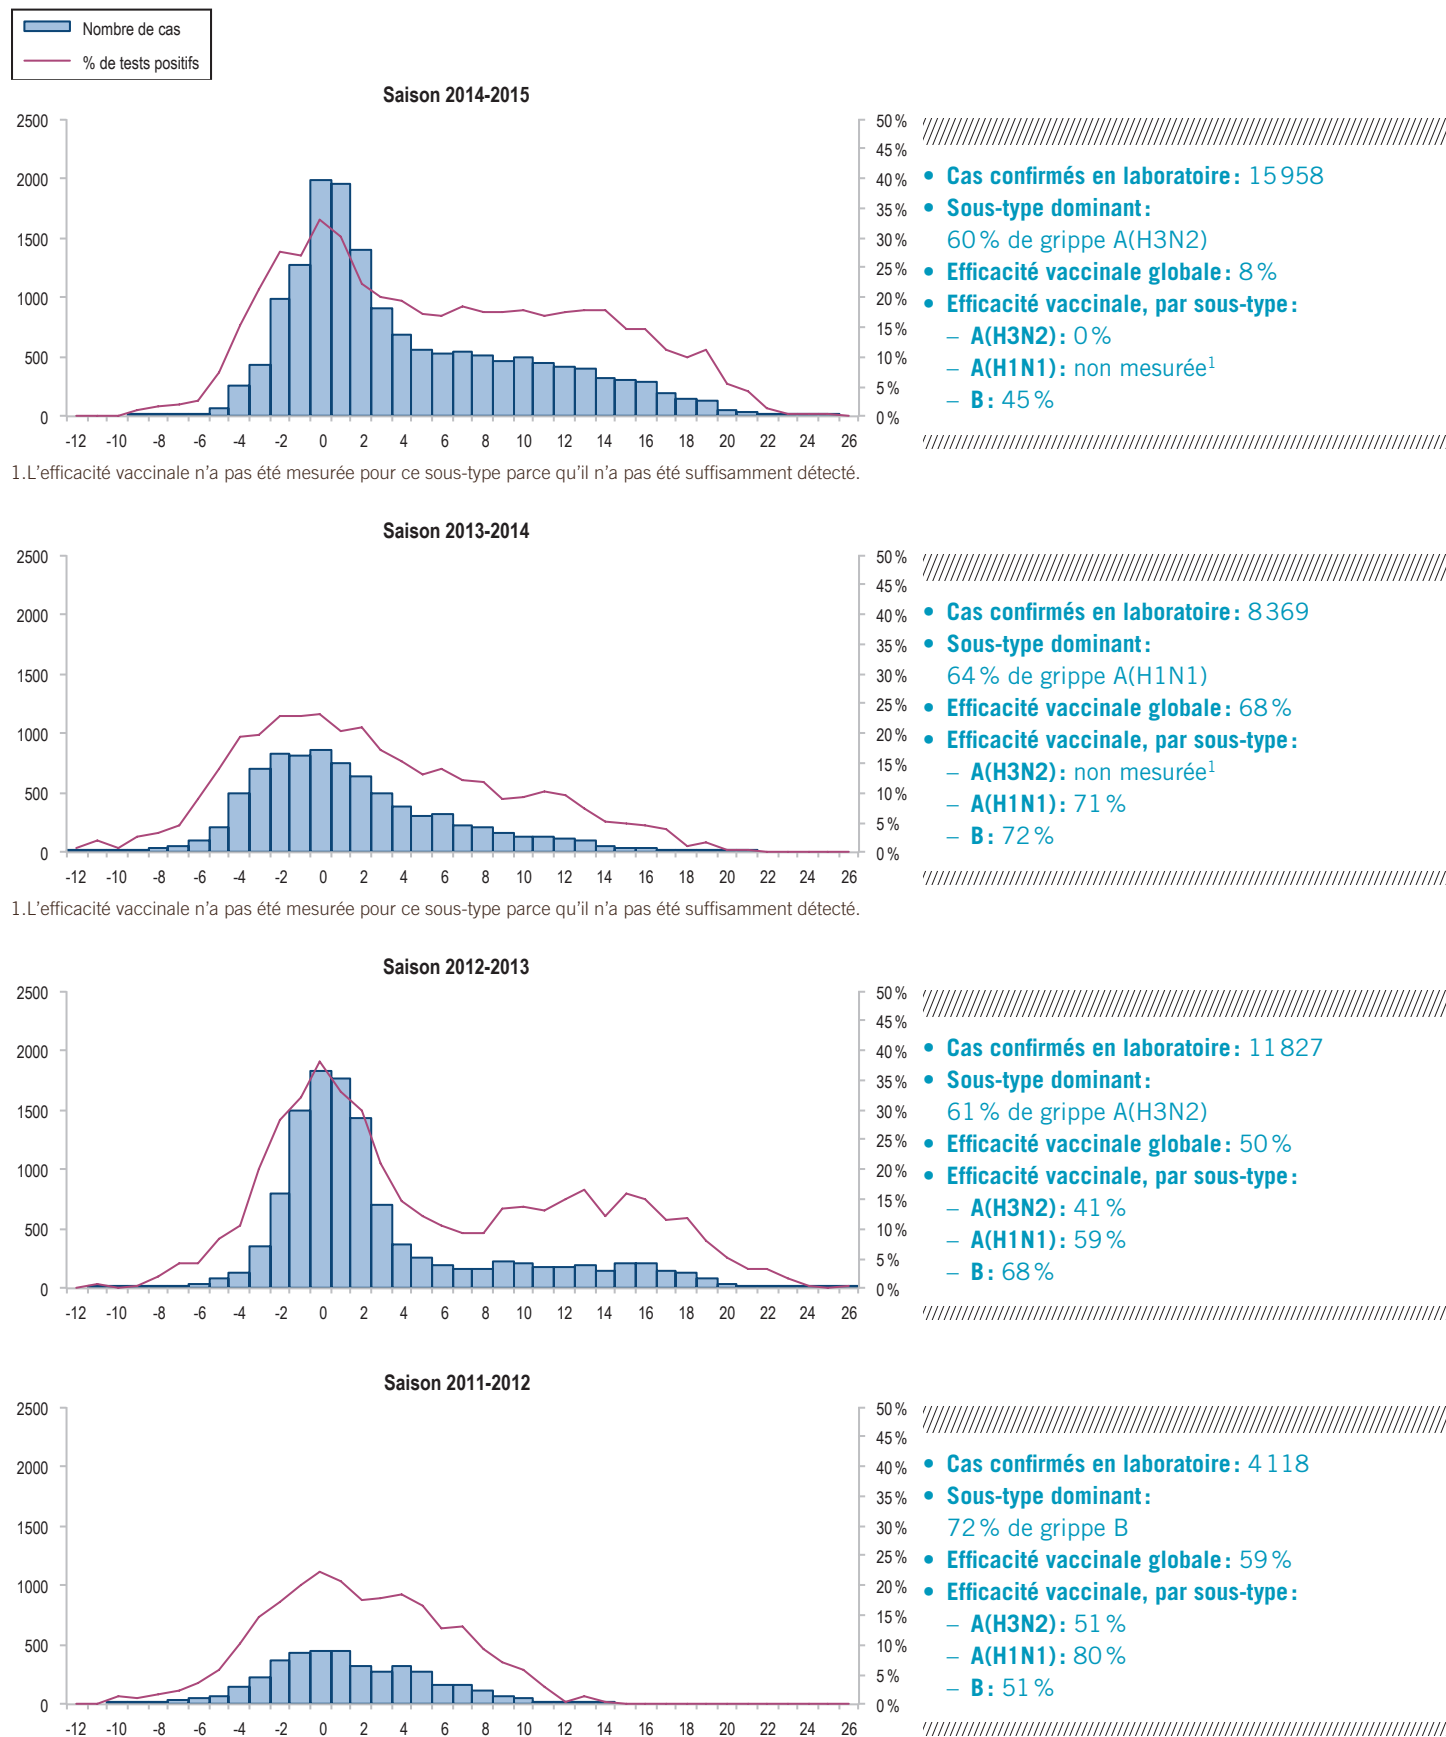 Nombre de cas
% de tests positifs
Saison 2014-2015
2500
2000
1500
1000
500
0
50 %
45 %
40 %
35 %
30 %
25 %
20 %
15 %
10 %
5 %
0 %
-12 -10 -8 -6 -4 -2 0 2 4 6 8 10 12 14 16 18 20 22 24 26
• Cas confirmés en laboratoire : 15 958
• Sous-type dominant :
60 % de grippe A(H3N2)
• Efficacité vaccinale globale : 8 %
• Efficacité vaccinale, par sous-type :
– A(H3N2) : 0 %
– A(H1N1) : non mesurée1
– B : 45 %
1.L'efficacité vaccinale n'a pas été mesurée pour ce sous-type parce qu'il n'a pas été suffisamment détecté.
Saison 2013-2014
2500
2000
1500
1000
500
0
50 %
45 %
40 %
35 %
30 %
25 %
20 %
15 %
10 %
5 %
0 %
-12 -10 -8 -6 -4 -2 0 2 4 6 8 10 12 14 16 18 20 22 24 26
• Cas confirmés en laboratoire : 8 369
• Sous-type dominant :
64 % de grippe A(H1N1)
• Efficacité vaccinale globale : 68 %
• Efficacité vaccinale, par sous-type :
– A(H3N2) : non mesurée1
– A(H1N1) : 71 %
– B : 72 %
1.L'efficacité vaccinale n'a pas été mesurée pour ce sous-type parce qu'il n'a pas été suffisamment détecté.
Saison 2012-2013
2500
2000
1500
1000
500
0
50 %
45 %
40 %
35 %
30 %
25 %
20 %
15 %
10 %
5 %
0 %
-12 -10 -8 -6 -4 -2 0 2 4 6 8 10 12 14 16 18 20 22 24 26
• Cas confirmés en laboratoire : 11 827
• Sous-type dominant :
61 % de grippe A(H3N2)
• Efficacité vaccinale globale : 50 %
• Efficacité vaccinale, par sous-type :
– A(H3N2) : 41 %
– A(H1N1) : 59 %
– B : 68 %
Saison 2011-2012
2500
2000
1500
1000
500
0
50 %
45 %
40 %
35 %
30 %
25 %
20 %
15 %
10 %
5 %
0 %
-12 -10 -8 -6 -4 -2 0 2 4 6 8 10 12 14 16 18 20 22 24 26
• Cas confirmés en laboratoire : 4 118
• Sous-type dominant :
72 % de grippe B
• Efficacité vaccinale globale : 59 %
• Efficacité vaccinale, par sous-type :
– A(H3N2) : 51 %
– A(H1N1) : 80 %
– B : 51 %